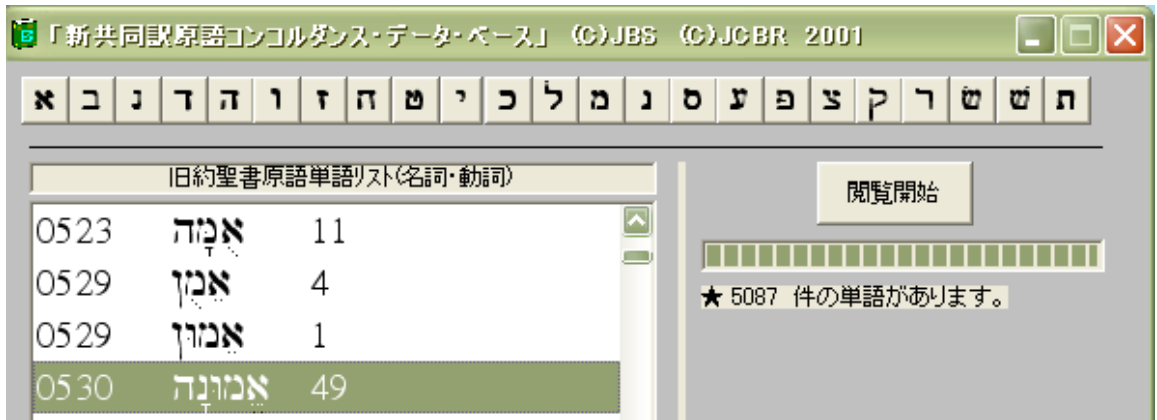 「新共同訳原語コンコルダンス・データ・ベース」 (C)JBS (C)JCBR 2001
א ב ג ד ה ו ז ח ט י כ ל מ נ ס ע פ צ ק ר שׂ שׁ ת
旧約聖書原語単語リスト(名詞・動詞)
閲覧開始
0523 אֻמָּה 11
0529 אֵמֻן 4
★ 5087 件の単語があります。
0529 אֵמוּן 1
0530 אֱמוּנָה 49